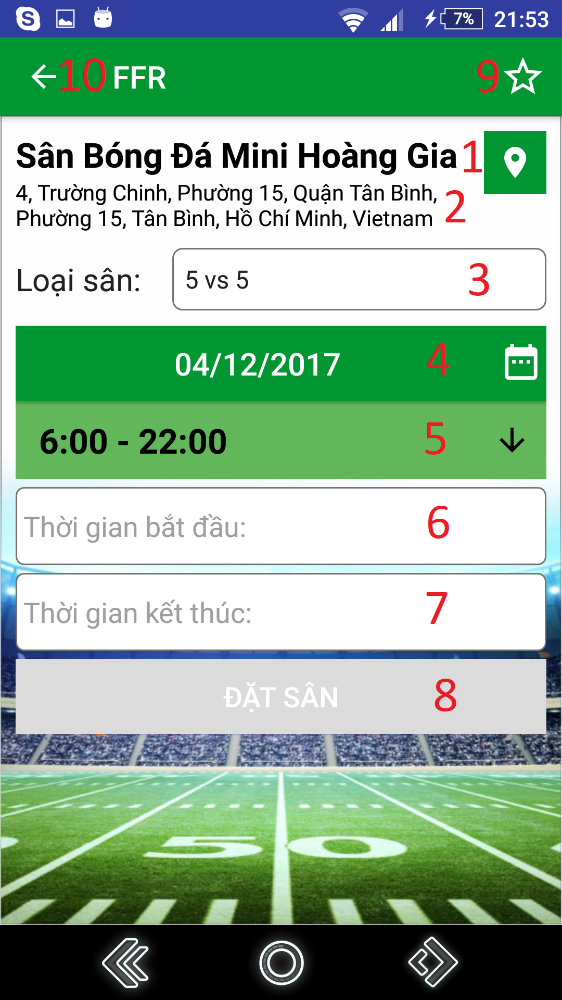 7% 21:53
10 FFR 9
Sân Bóng Đá Mini Hoàng Gia 1
4, Trường Chinh, Phường 15, Quận Tân Bình, 2
Phường 15, Tân Bình, Hồ Chí Minh, Vietnam
Loại sân: 5 vs 5 3
04/12/2017 4
6:00 - 22:00 5
Thời gian bắt đầu: 6
Thời gian kết thúc: 7
ĐẶT SÂN 8
50